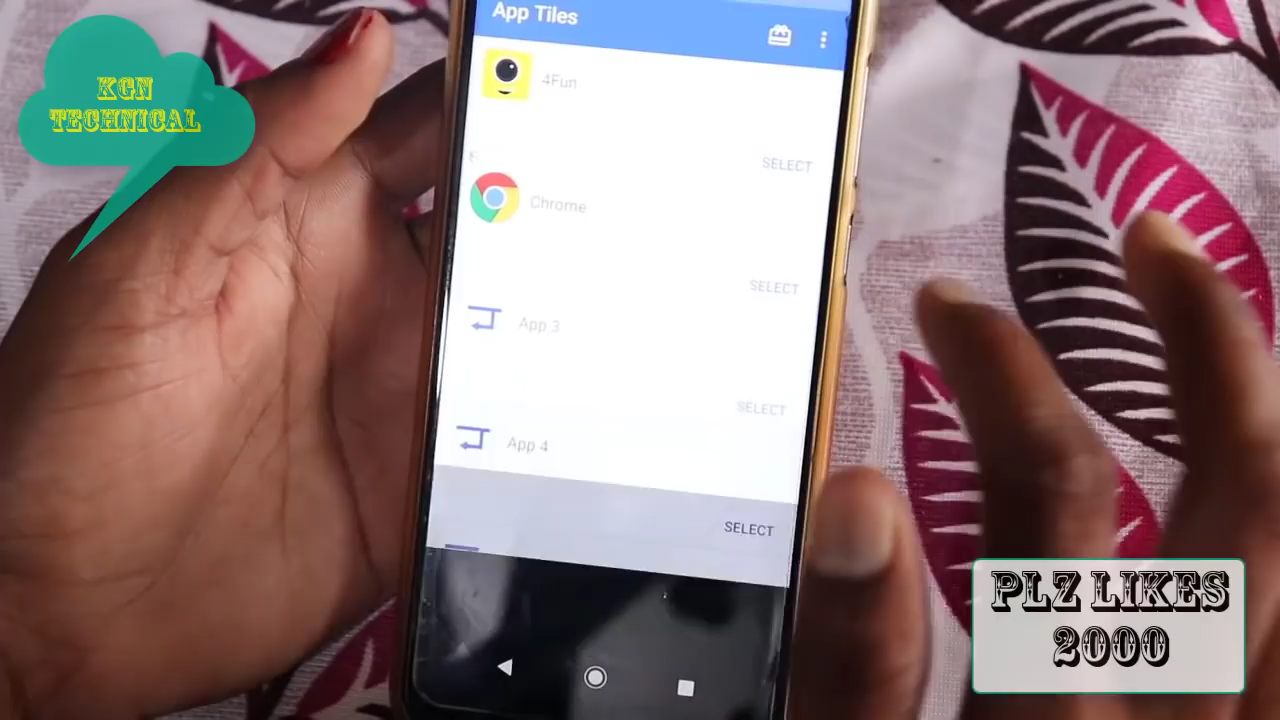 App Tiles
KGN
TECHNICAL
4Fun
SELECT
Chrome
SELECT
App 3
SELECT
App 4
SELECT
PLZ LIKES
2000